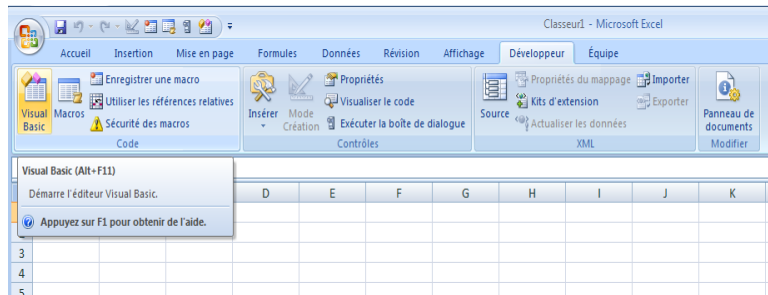 Classeur1 - Microsoft Excel
Accueil Insertion Mise en page Formules Données Révision Affichage Développeur Équipe
Visual Basic
Macros
Enregistrer une macro
Utiliser les références relatives
Sécurité des macros
Code
Insérer
Mode Création
Propriétés
Visualiser le code
Exécuter la boîte de dialogue
Contrôles
Source
Propriétés du mappage
Kits d'extension
Actualiser les données
Importer
Exporter
XML
Panneau de documents
Modifier
Visual Basic (Alt+F11)
Démarre l'éditeur Visual Basic.
Appuyez sur F1 pour obtenir de l'aide.
D E F G H I J K
3
4
5